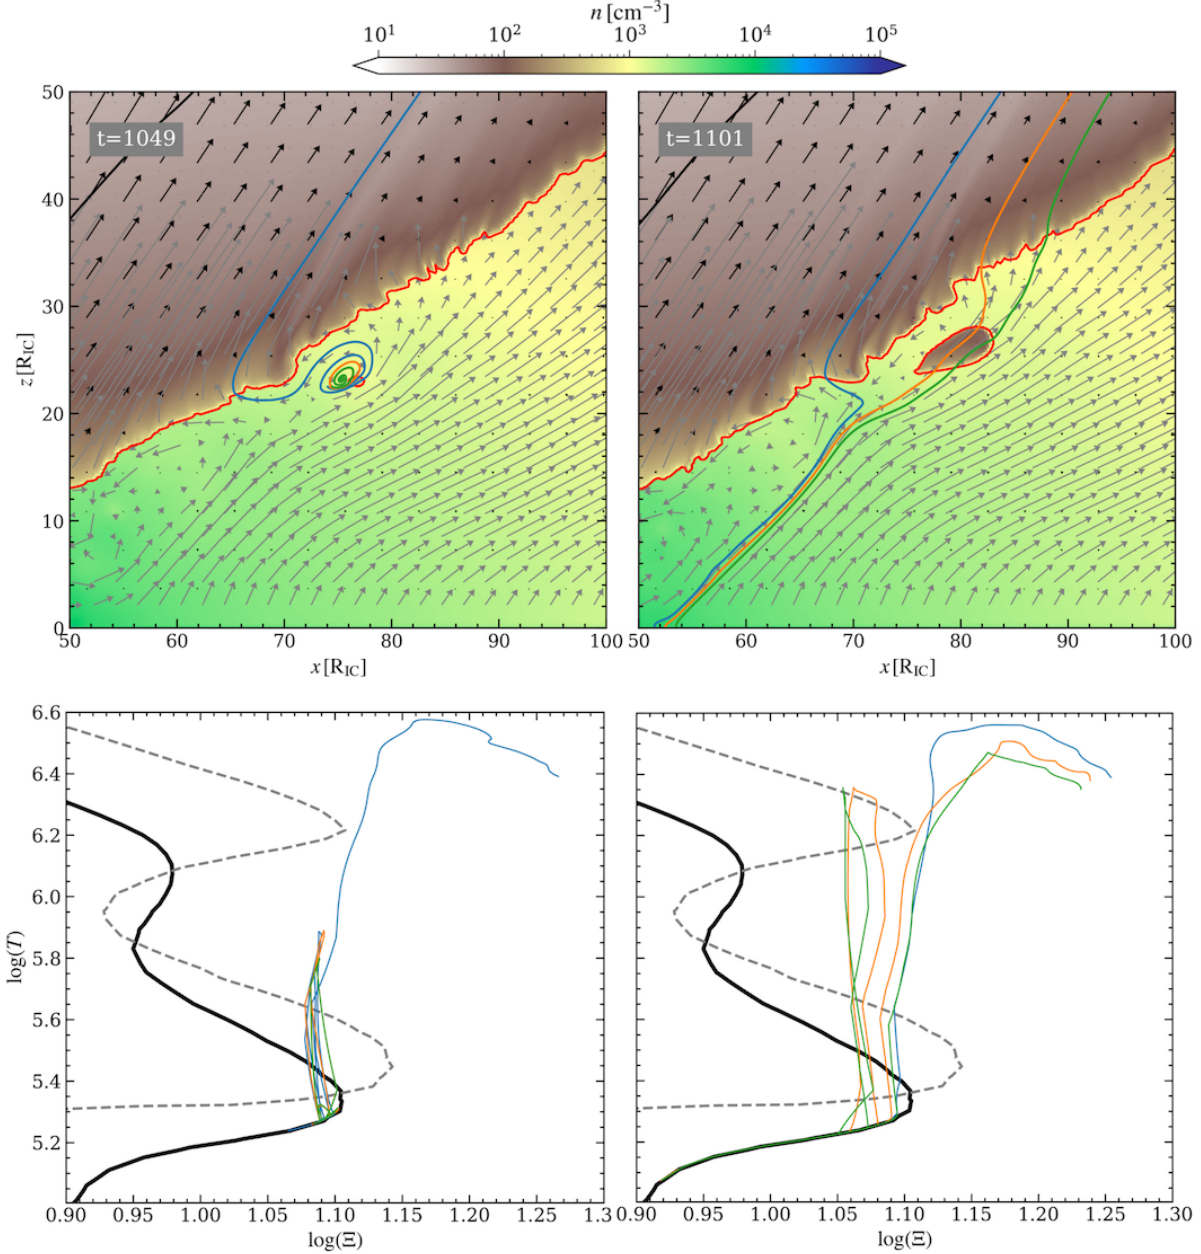 n [cm⁻³]
10¹ 10² 10³ 10⁴ 10⁵
t=1049
t=1101
50
40
30
20
10
0
z [R_IC]
50 60 70 80 90 100
50 60 70 80 90 100
x [R_IC]
x [R_IC]
6.6
6.4
6.2
6.0
5.8
5.6
5.4
5.2
log(T)
0.90 0.95 1.00 1.05 1.10 1.15 1.20 1.25 1.3
0.90 0.95 1.00 1.05 1.10 1.15 1.20 1.25 1.30
log(Ξ)
log(Ξ)